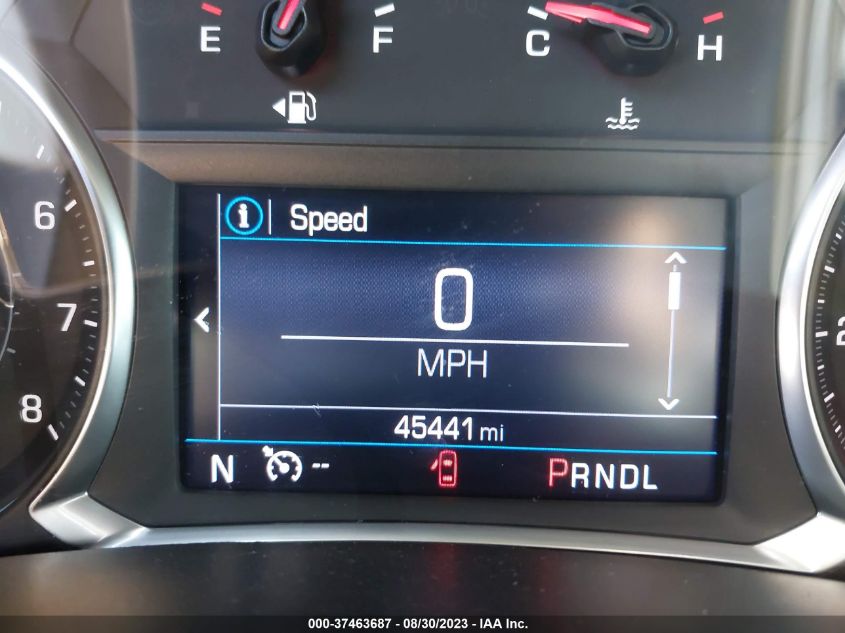 E F C H
6
7
8
i Speed
0
MPH
45441 mi
N -- PRNDL
000-37463687 - 08/30/2023 - IAA Inc.